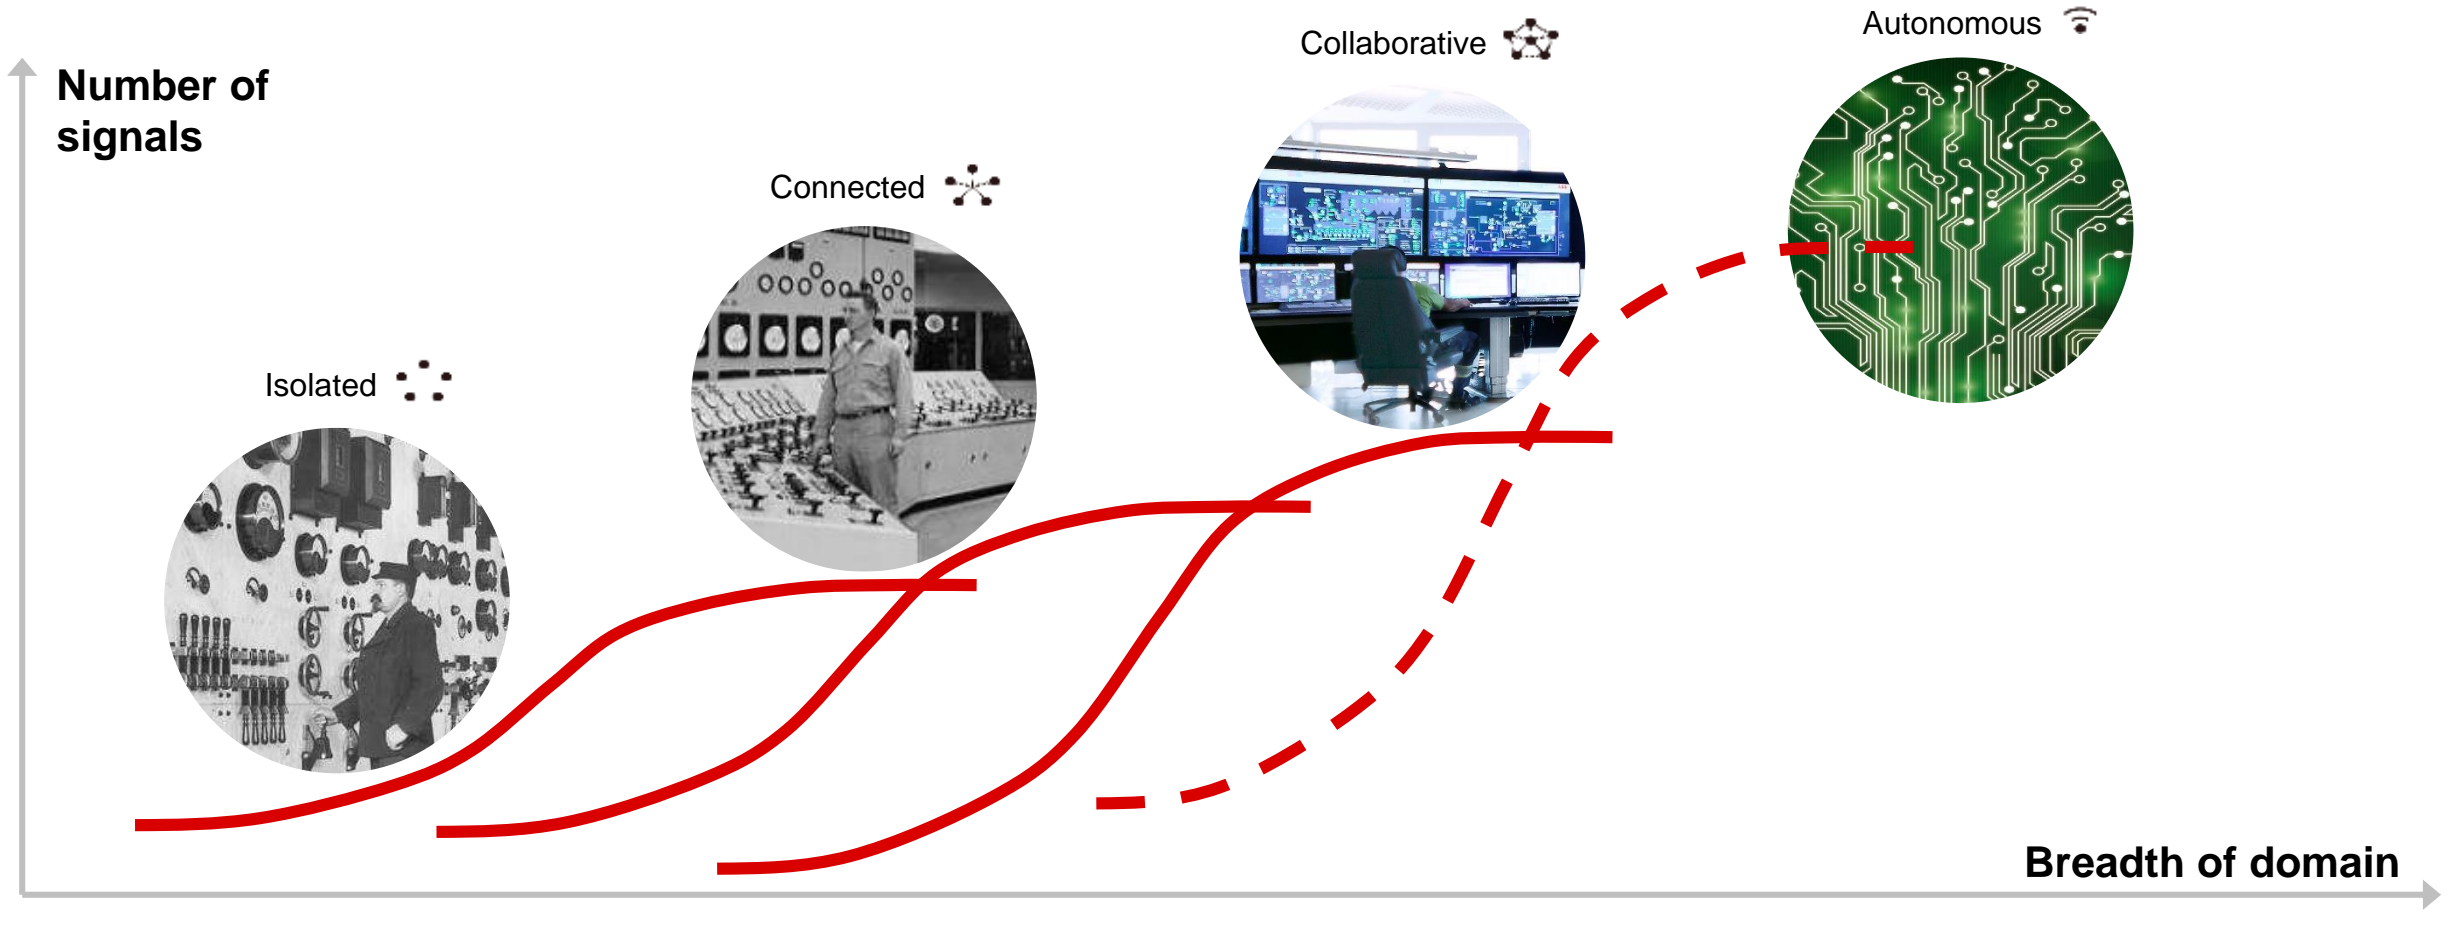 Autonomous
Collaborative
Number of
signals
Connected
Isolated
Breadth of domain